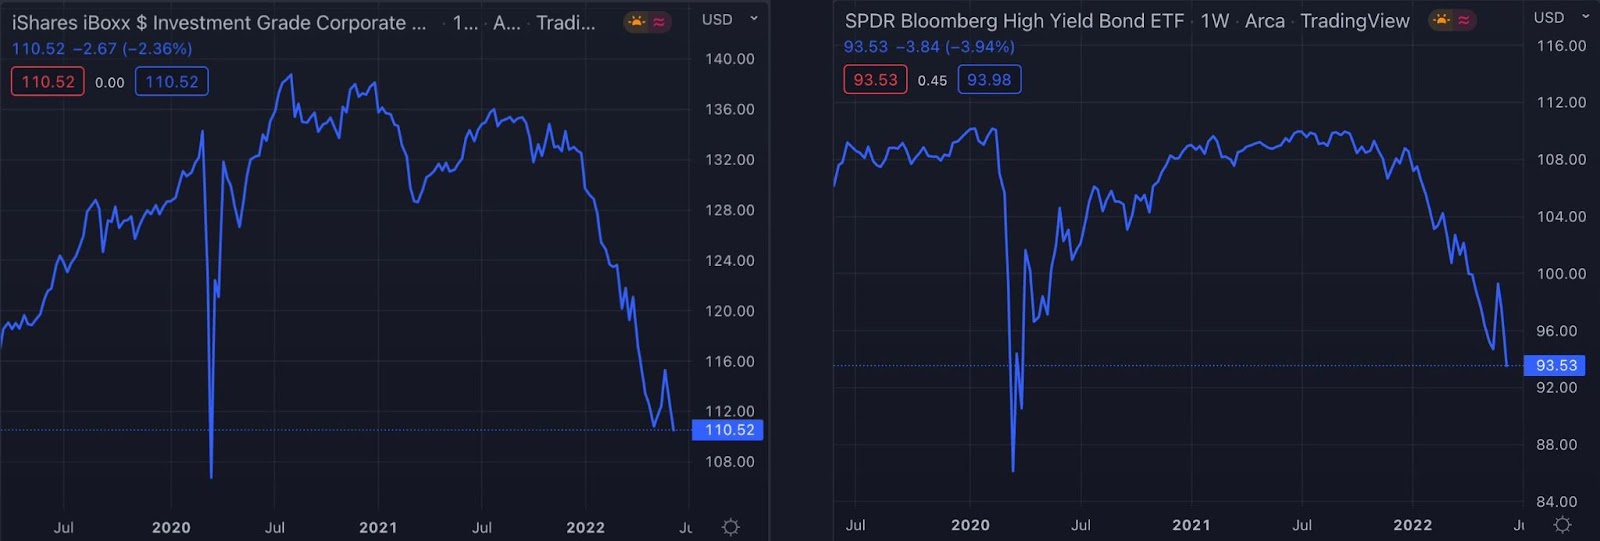 iShares iBoxx $ Investment Grade Corporate ... · 1... · A... · Tradi...
USD
110.52 −2.67 (−2.36%)
110.52 0.00 110.52
140.00
136.00
132.00
128.00
124.00
120.00
116.00
112.00
110.52
108.00
Jul 2020 Jul 2021 Jul 2022 Ju
SPDR Bloomberg High Yield Bond ETF · 1W · Arca · TradingView
USD
93.53 −3.84 (−3.94%)
93.53 0.45 93.98
116.00
112.00
108.00
104.00
100.00
96.00
93.53
92.00
88.00
84.00
Jul 2020 Jul 2021 Jul 2022 Ju